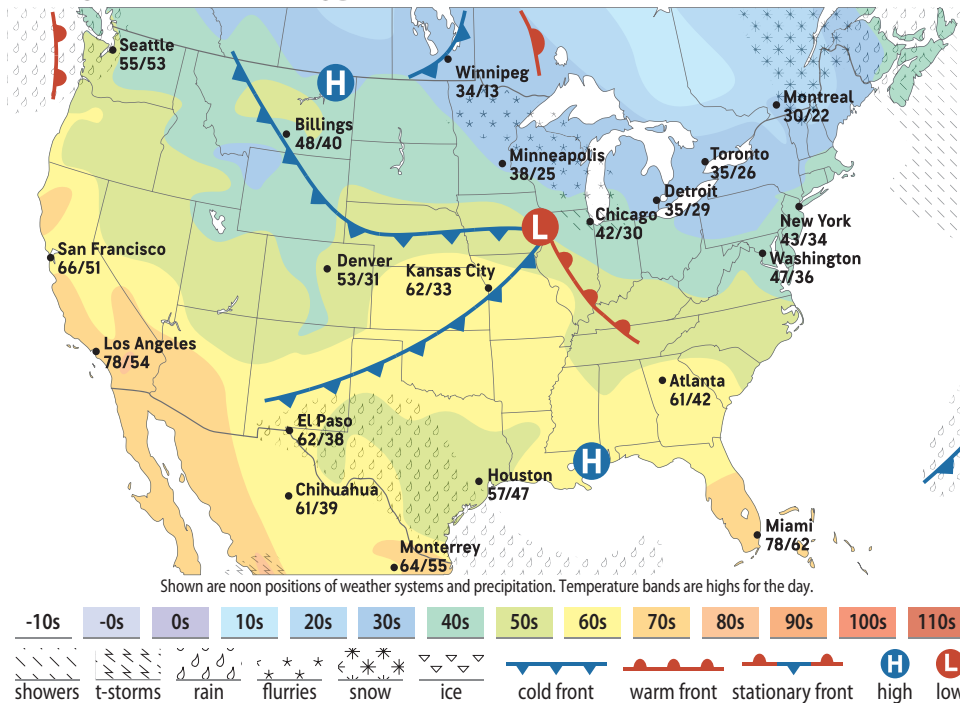 Seattle
55/53
Winnipeg
34/13
H
Montreal
30/22
Billings
48/40
Minneapolis
38/25
Toronto
35/26
Detroit
35/29
Chicago
42/30
L
New York
43/34
San Francisco
66/51
Denver
53/31
Kansas City
62/33
Washington
47/36
Los Angeles
78/54
Atlanta
61/42
El Paso
62/38
H
Houston
57/47
Chihuahua
61/39
Miami
78/62
Monterrey
64/55
Shown are noon positions of weather systems and precipitation. Temperature bands are highs for the day.
-10s -0s 0s 10s 20s 30s 40s 50s 60s 70s 80s 90s 100s 110s
H L
showers t-storms rain flurries snow ice cold front warm front stationary front high low